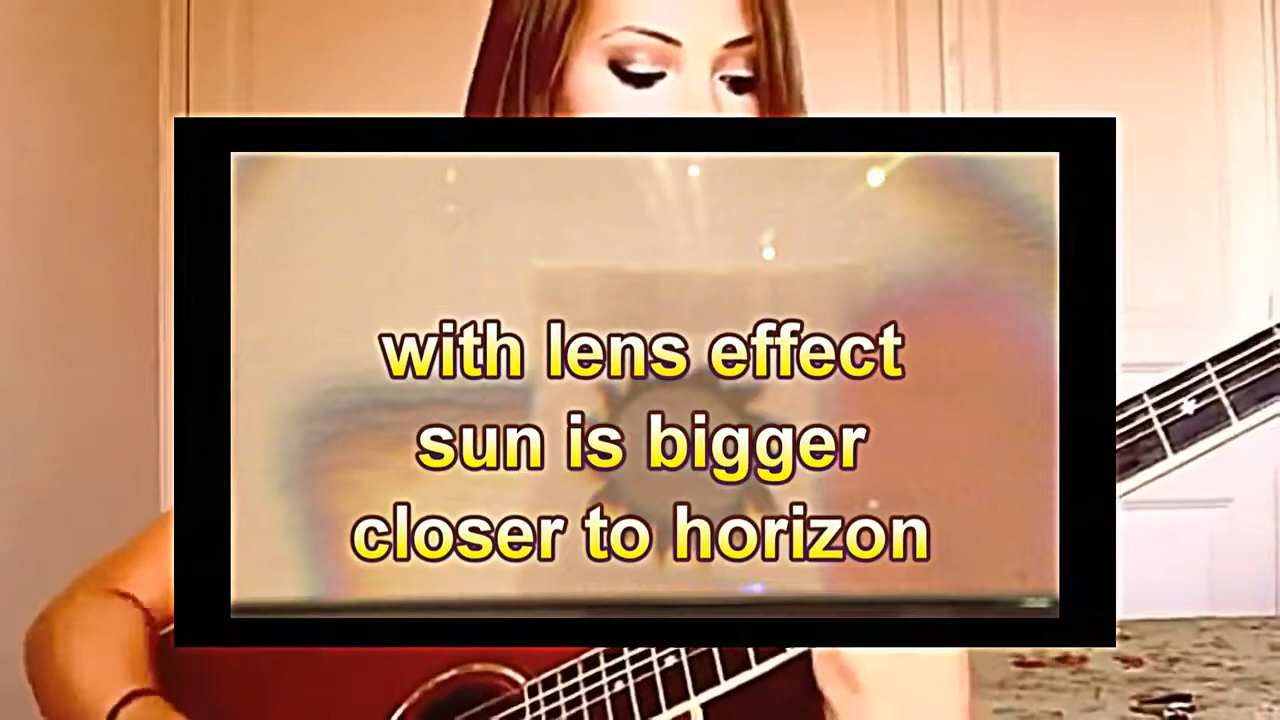 with lens effect
sun is bigger
closer to horizon